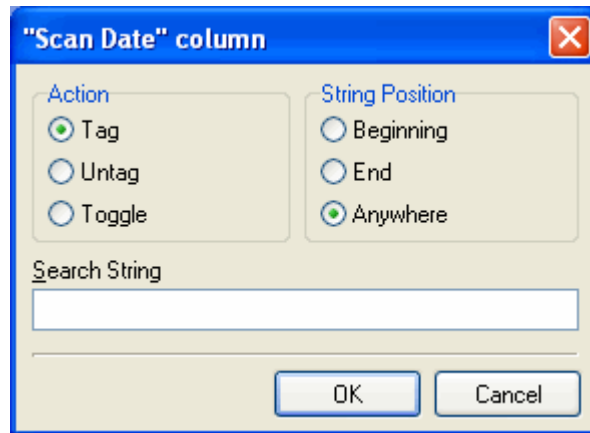 "Scan Date" column
Action
Tag
Untag
Toggle
String Position
Beginning
End
Anywhere
Search String
OK
Cancel